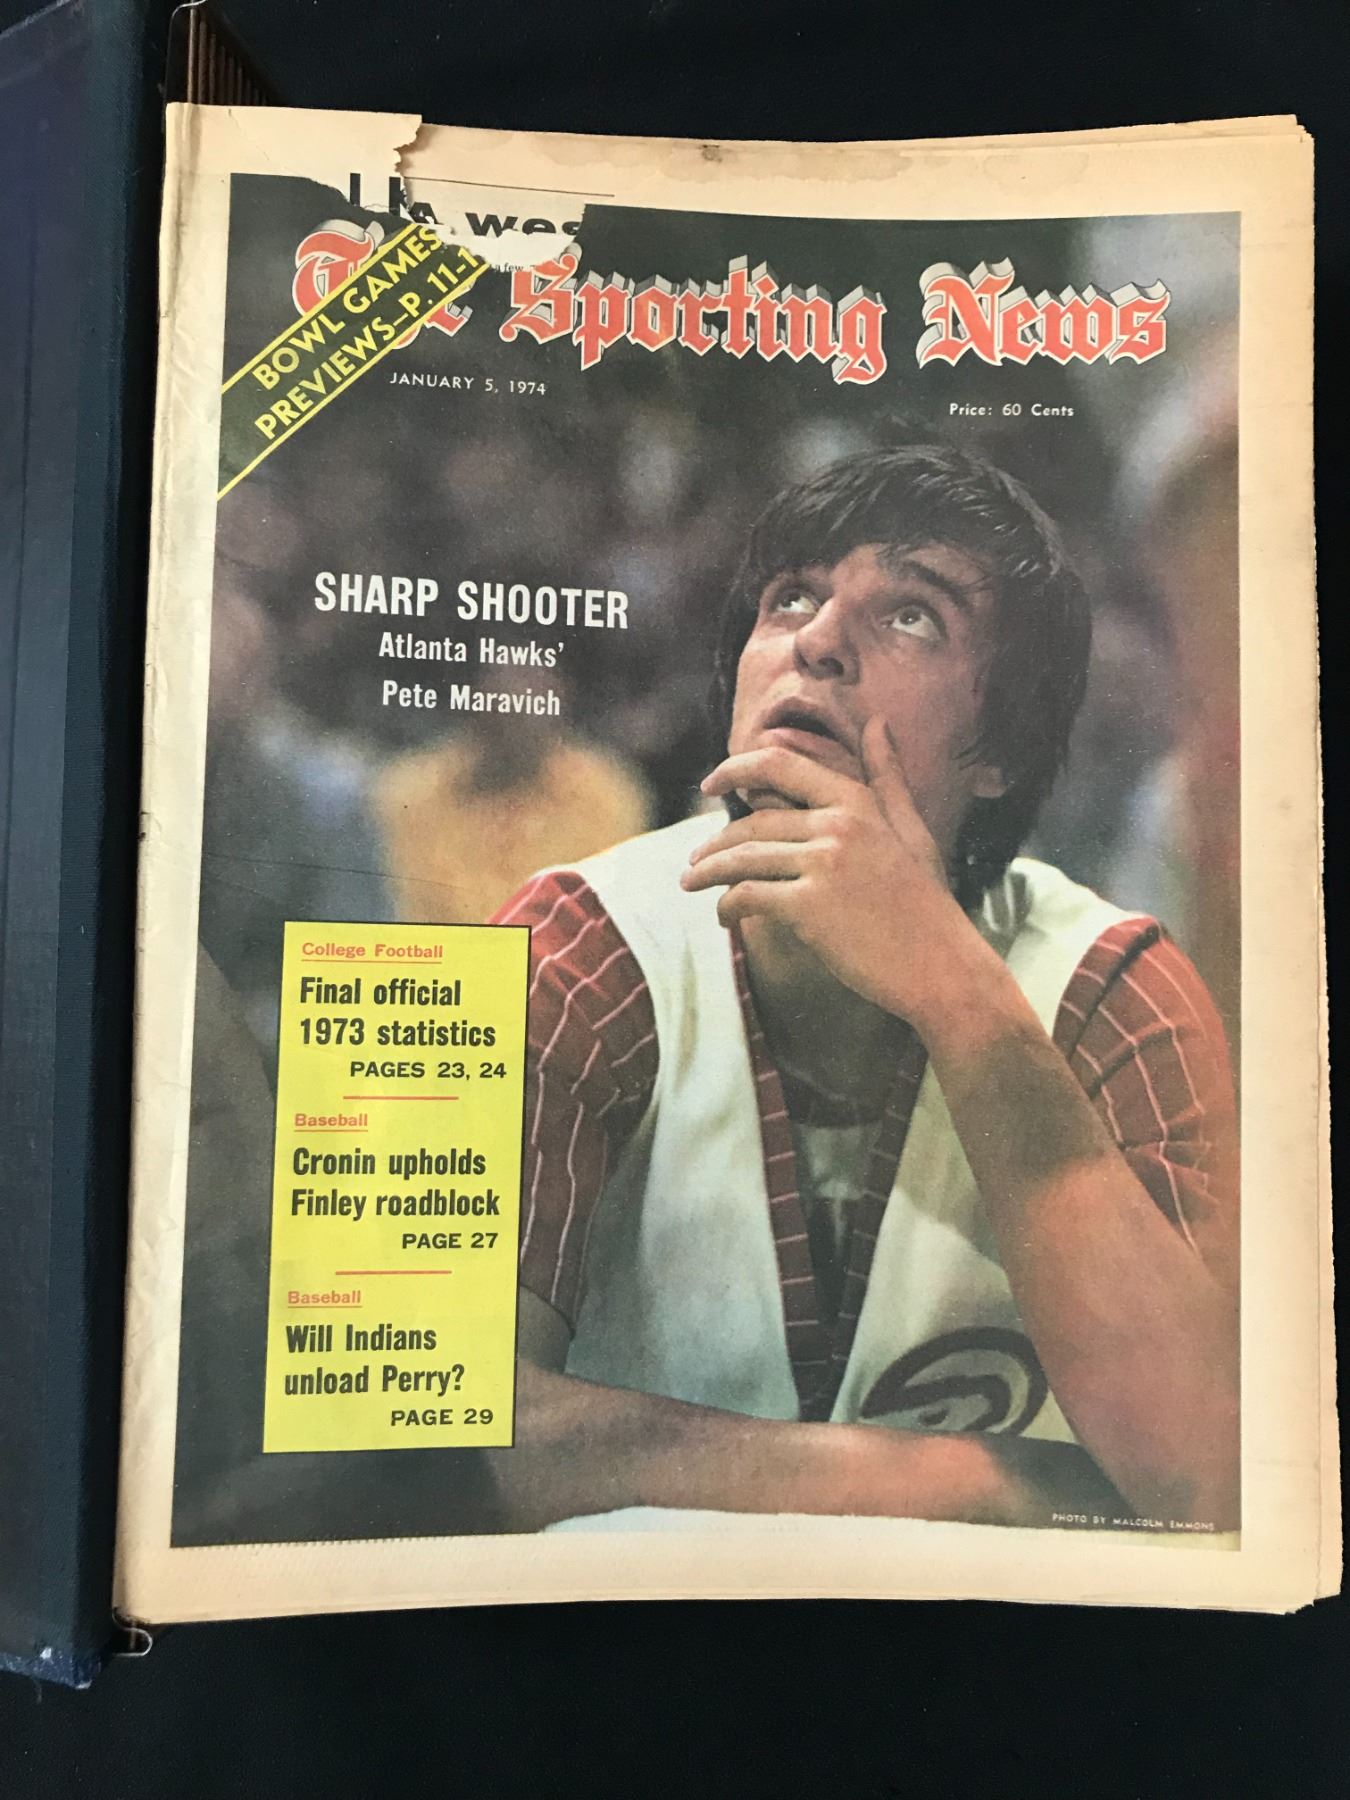 wes
a few
The Sporting News
BOWL GAMES
PREVIEWS—P. 11-1
JANUARY 5, 1974
Price: 60 Cents
SHARP SHOOTER
Atlanta Hawks'
Pete Maravich
College Football
Final official
1973 statistics
PAGES 23, 24
Baseball
Cronin upholds
Finley roadblock
PAGE 27
Baseball
Will Indians
unload Perry?
PAGE 29
PHOTO BY MALCOLM EMMONS